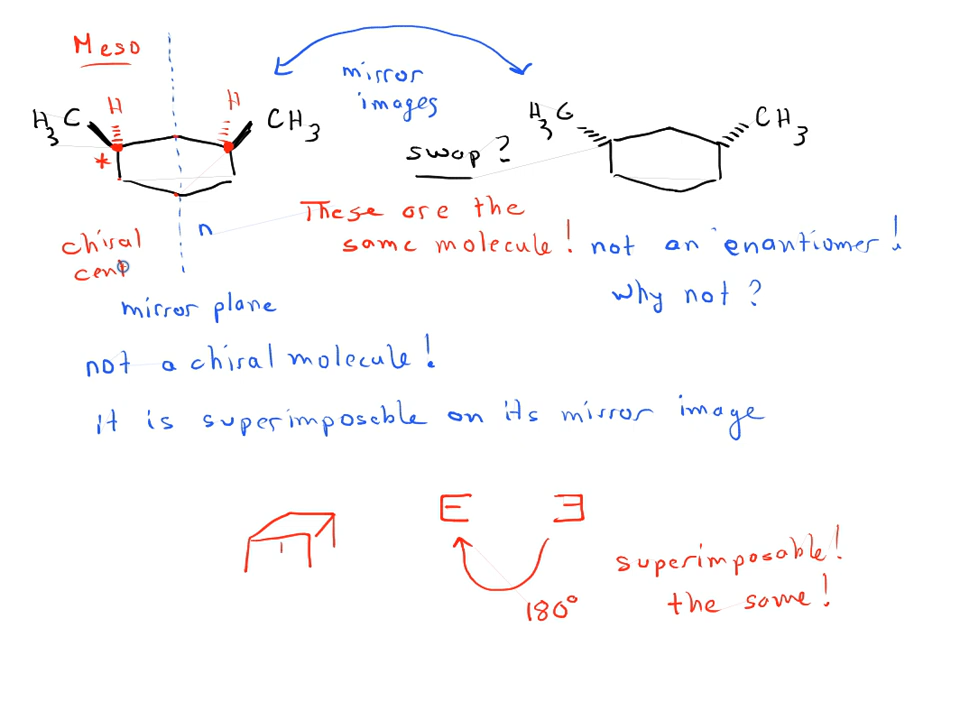 Meso
mirror
images
H H
H3C CH3
H3C CH3
*
swap?
These are the
same molecule!
not an enantiomer!
why not?
chiral
cent
n
mirror plane
not a chiral molecule!
it is superimposable on its mirror image
E E
180°
superimposable!
the same!